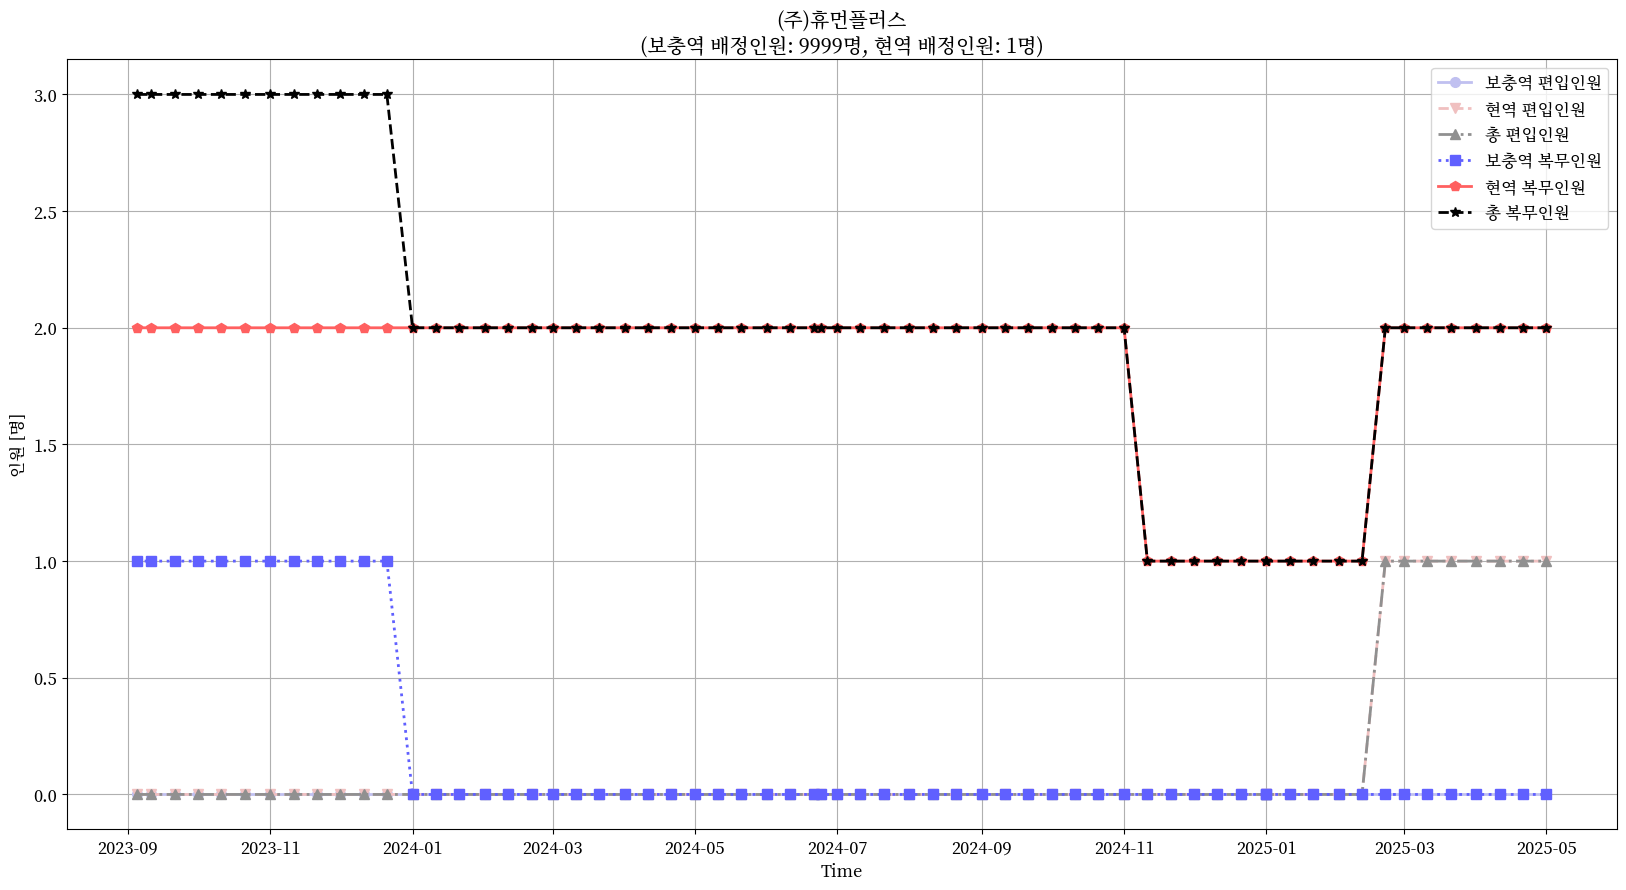 (주)휴먼플러스
(보충역 배정인원: 9999명, 현역 배정인원: 1명)
보충역 편입인원
현역 편입인원
총 편입인원
보충역 복무인원
현역 복무인원
총 복무인원
인원 [명]
3.0
2.5
2.0
1.5
1.0
0.5
0.0
2023-09
2023-11
2024-01
2024-03
2024-05
2024-07
2024-09
2024-11
2025-01
2025-03
2025-05
Time